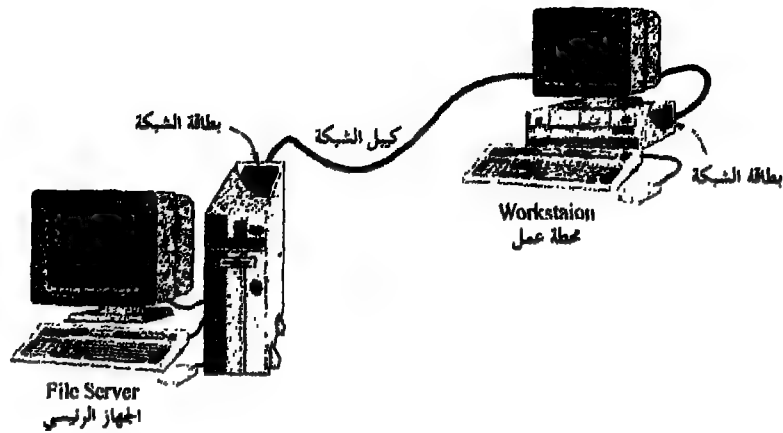 بطاقة الشبكة
كيبل الشبكة
بطاقة الشبكة
Workstaion
محطة عمل
File Server
الجهاز الرئيسي